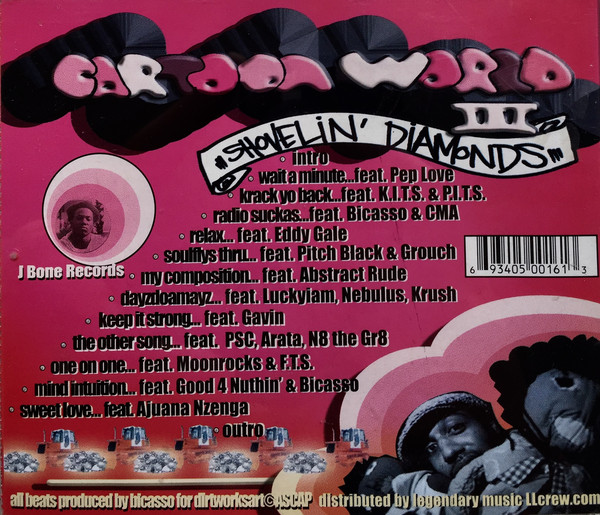 CARTOON WORLD
III
"SHOVELIN' DIAMONDS"
• intro
• wait a minute...feat. Pep Love
• krack yo back...feat. K.I.T.S. & P.I.T.S.
• radio suckas...feat. Bicasso & CMA
• relax... feat. Eddy Gale
• soulflys thru... feat. Pitch Black & Grouch
J Bone Records
• my composition... feat. Abstract Rude
• dayzdoamayz... feat. Luckyiam, Nebulus, Krush
• keep it strong... feat. Gavin
• the other song... feat. PSC, Arata, N8 the Gr8
• one on one... feat. Moonrocks & F.T.S.
• mind intuition... feat. Good 4 Nuthin' & Bicasso
• sweet love... feat. Ajuana Nzenga
• outro
6 93405 00161 3
all beats produced by bicasso for dirtworksart©ASCAP distributed by legendary music LLcrew.com